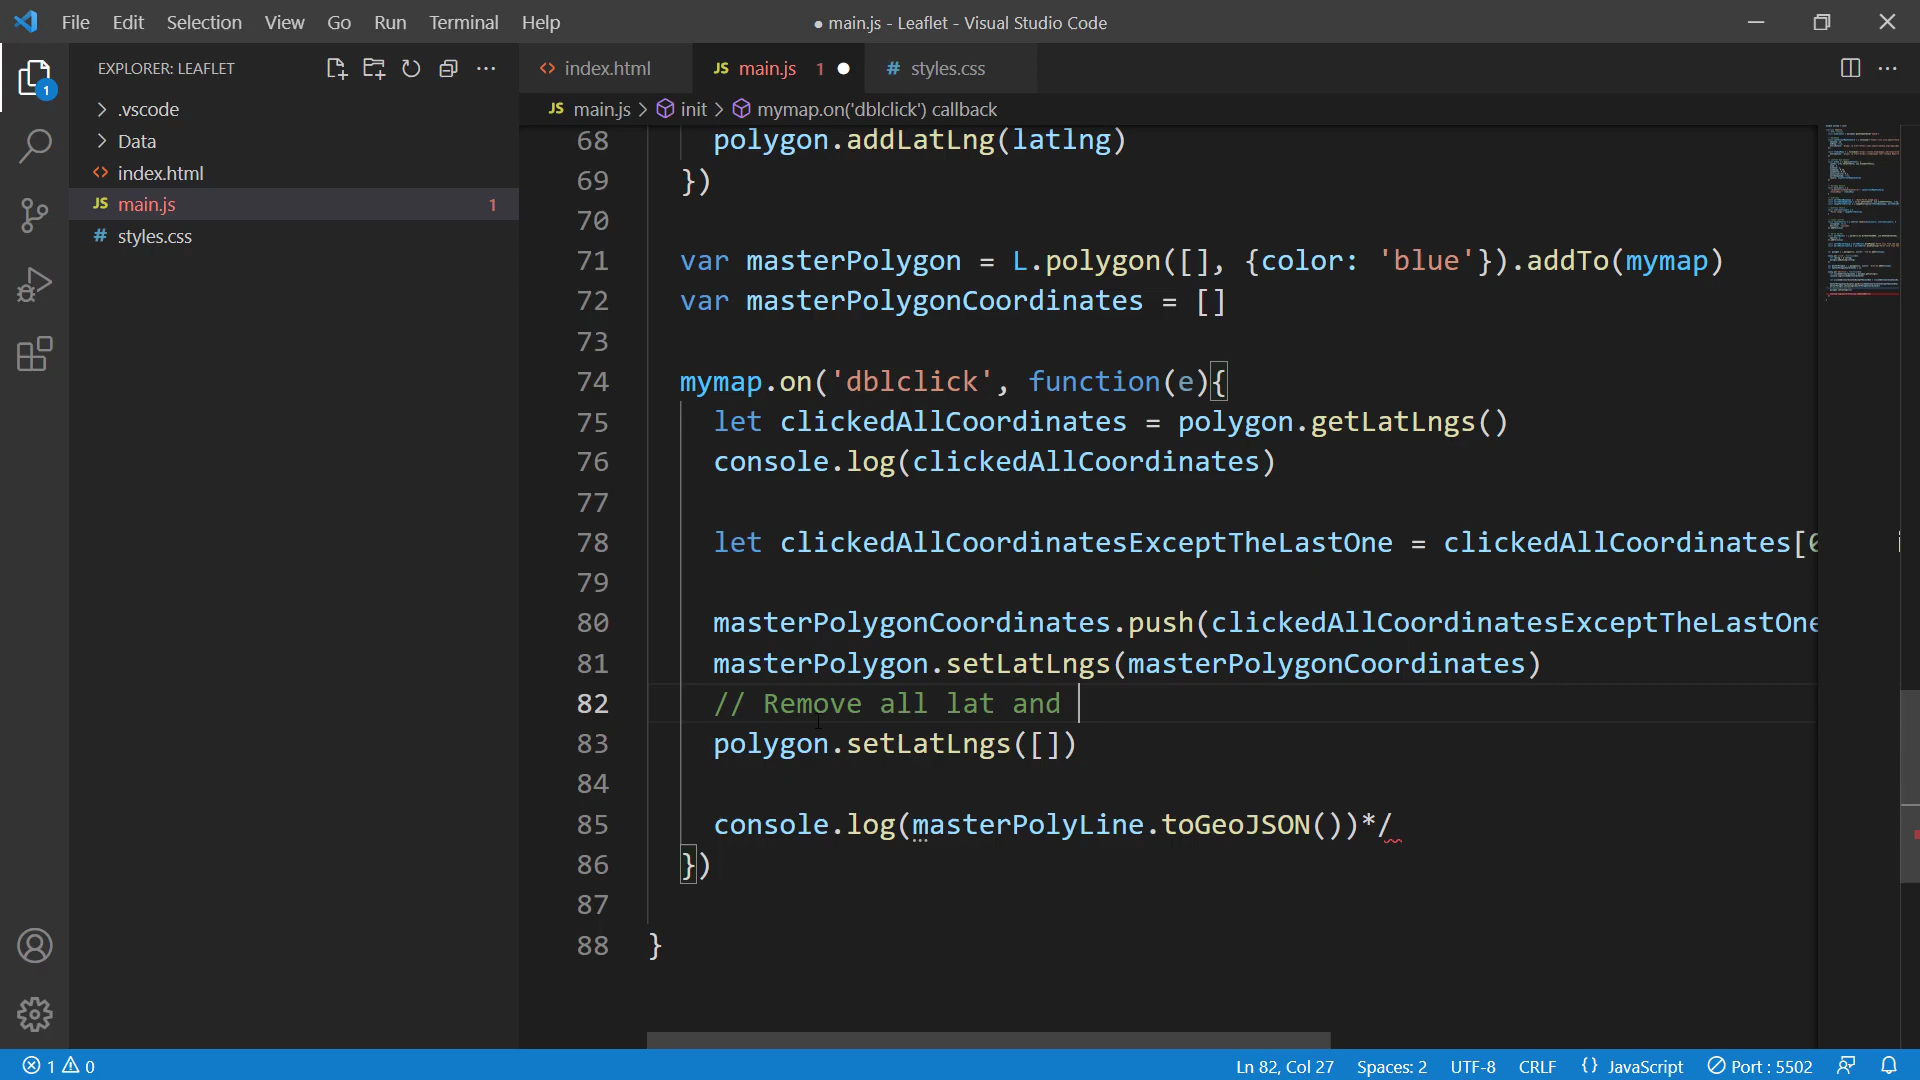 File Edit Selection View Go Run Terminal Help
● main.js - Leaflet - Visual Studio Code
EXPLORER: LEAFLET
index.html
JS main.js 1
# styles.css
1
.vscode
Data
index.html
JS main.js 1
# styles.css
JS main.js > init > mymap.on('dblclick') callback
68 polygon.addLatLng(latlng)
69 })
70
71 var masterPolygon = L.polygon([], {color: 'blue'}).addTo(mymap)
72 var masterPolygonCoordinates = []
73
74 mymap.on('dblclick', function(e){
75 let clickedAllCoordinates = polygon.getLatLngs()
76 console.log(clickedAllCoordinates)
77
78 let clickedAllCoordinatesExceptTheLastOne = clickedAllCoordinates[0
79
80 masterPolygonCoordinates.push(clickedAllCoordinatesExceptTheLastOne
81 masterPolygon.setLatLngs(masterPolygonCoordinates)
82 // Remove all lat and
83 polygon.setLatLngs([])
84
85 console.log(masterPolyLine.toGeoJSON())*/
86 })
87
88 }
1 0
Ln 82, Col 27 Spaces: 2 UTF-8 CRLF {} JavaScript Port : 5502